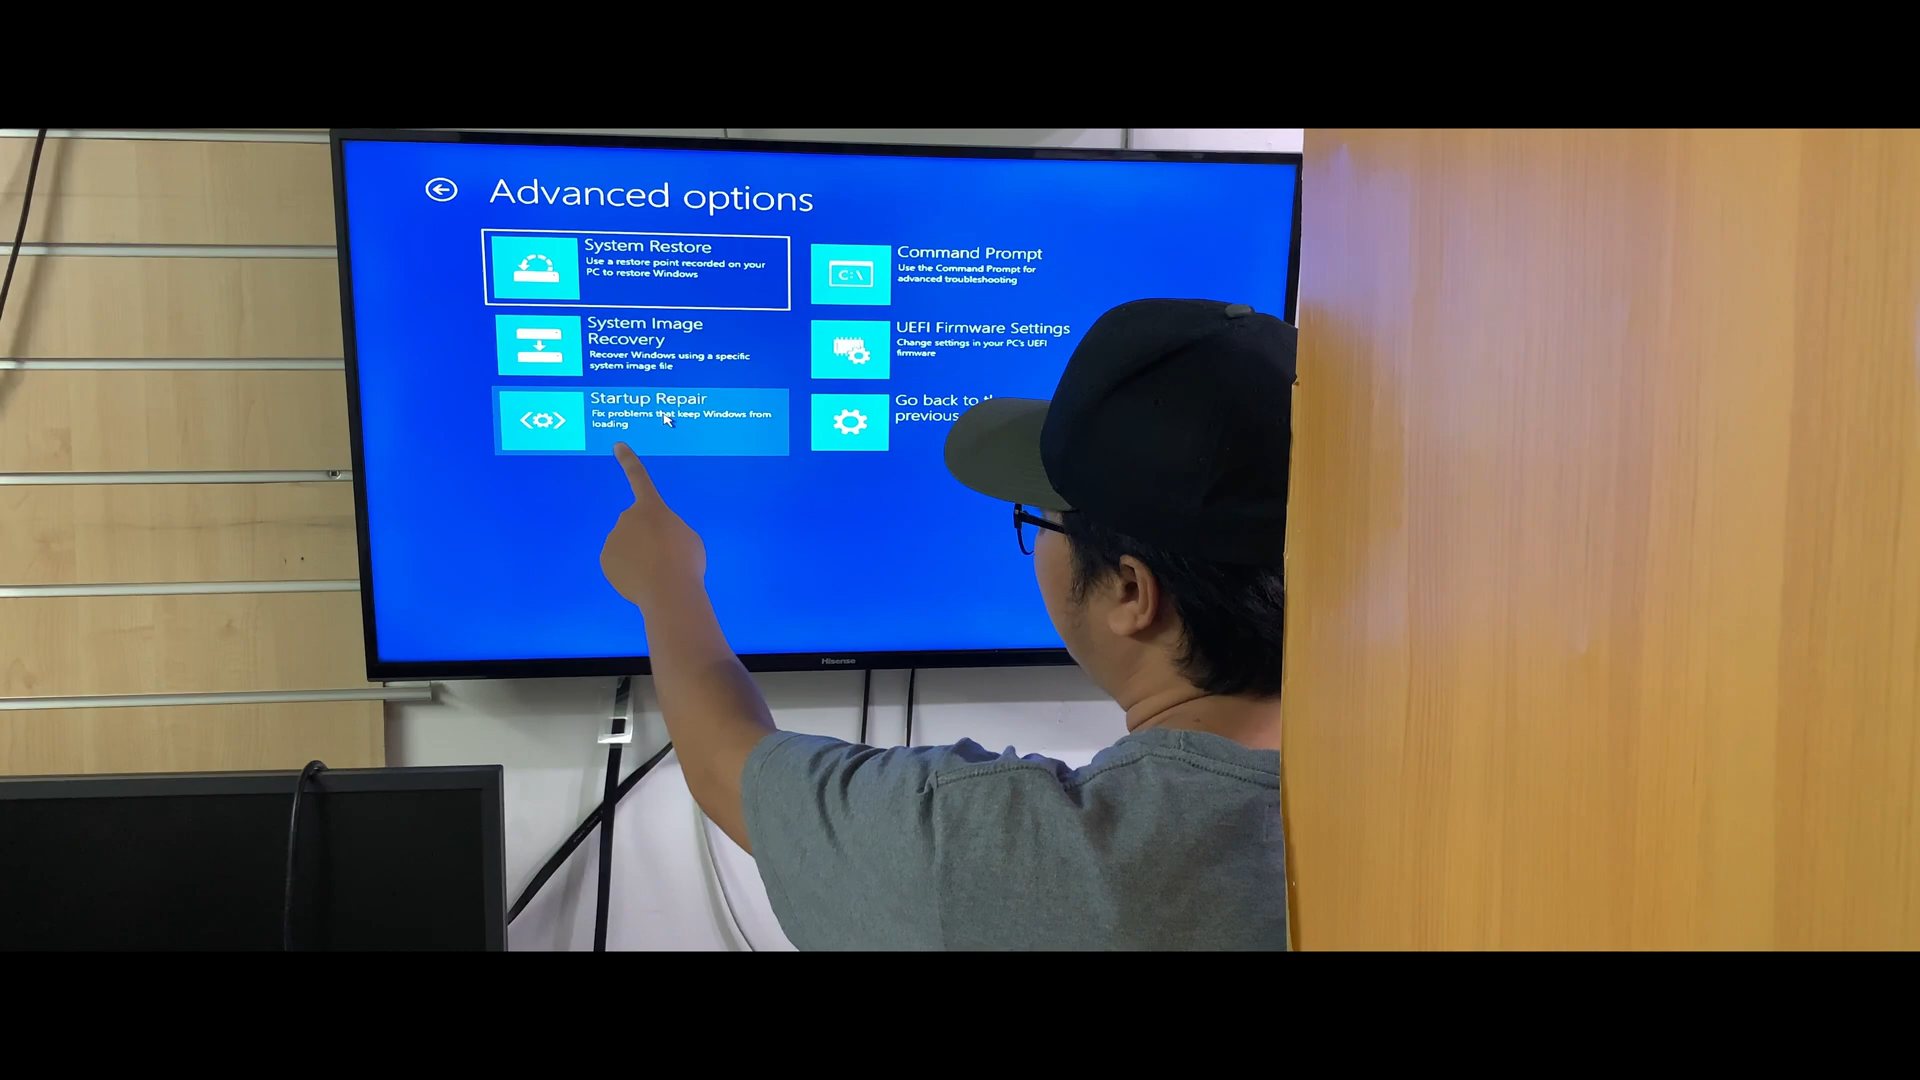 Advanced options
System Restore
Use a restore point recorded on your
PC to restore Windows
System Image
Recovery
Recover Windows using a specific
system image file
Startup Repair
Fix problems that keep Windows from
loading
Command Prompt
Use the Command Prompt for
advanced troubleshooting
C:\
UEFI Firmware Settings
Change settings in your PC's UEFI
firmware
Go back to
previous
Hisense